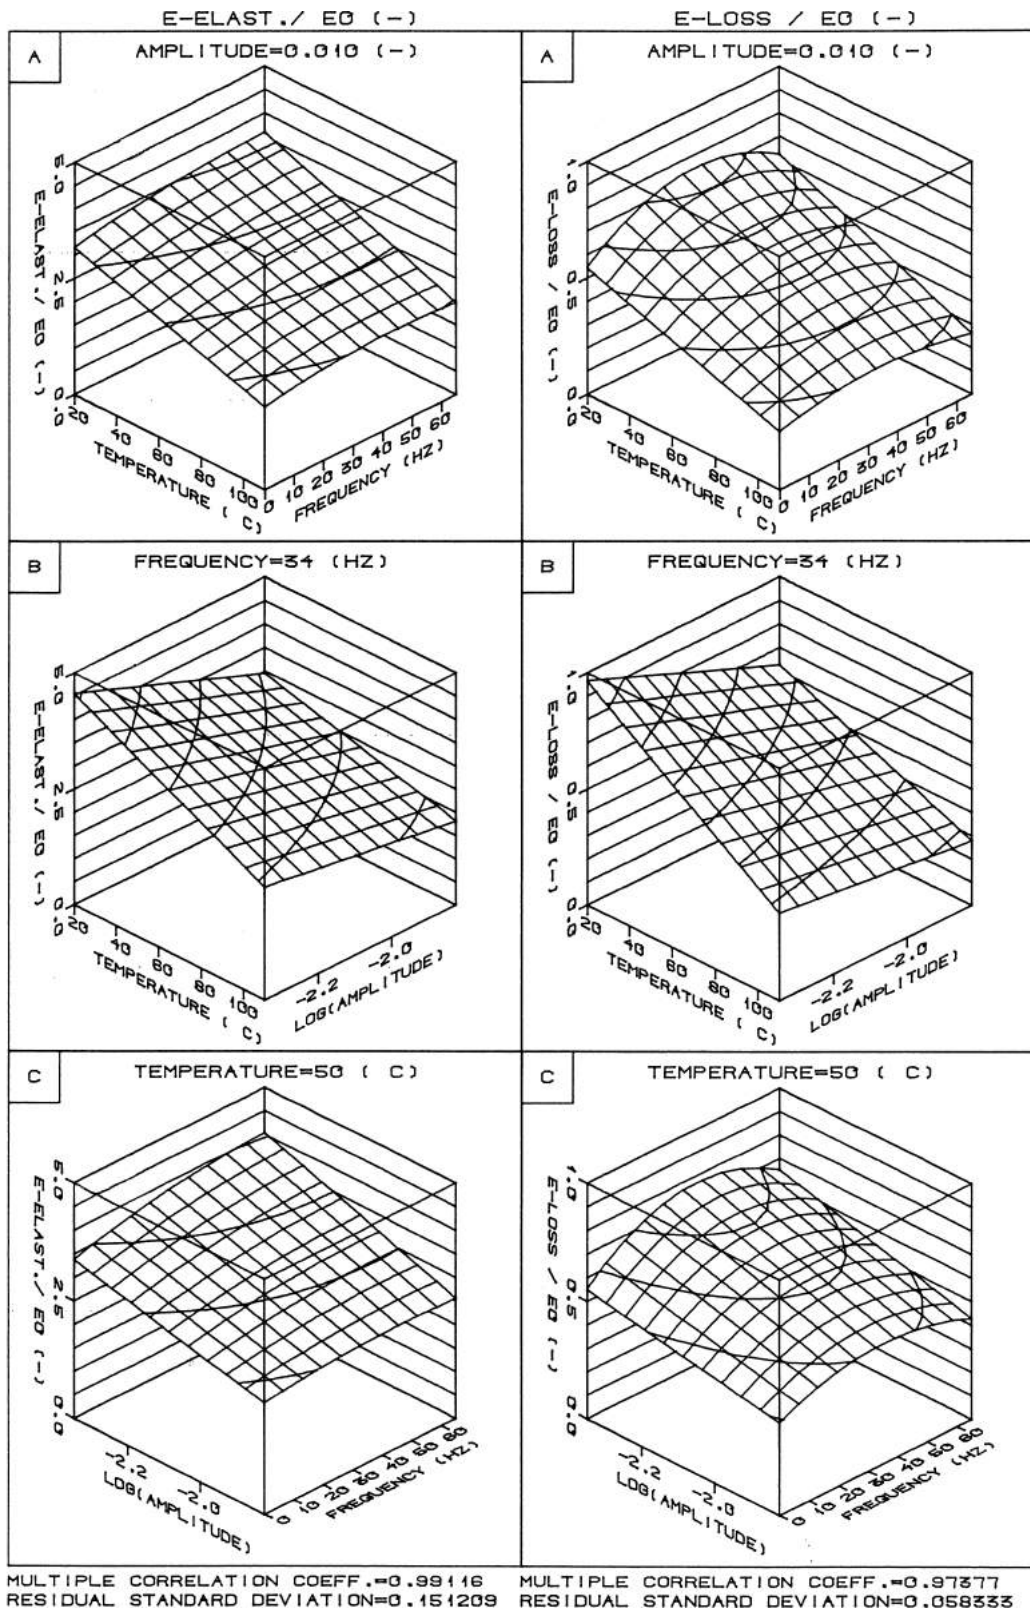 E-ELAST./ E0 (-)
E-LOSS / E0 (-)
A
AMPLITUDE=0.010 (-)
5.0
2.5
0.0
E-ELAST./ E0 (-)
20 40 60 80 100
TEMPERATURE ( C)
0 10 20 30 40 50 60
FREQUENCY (HZ)
A
AMPLITUDE=0.010 (-)
1.0
0.5
0.0
E-LOSS / E0 (-)
20 40 60 80 100
TEMPERATURE ( C)
0 10 20 30 40 50 60
FREQUENCY (HZ)
B
FREQUENCY=34 (HZ)
5.0
2.5
0.0
E-ELAST./ E0 (-)
20 40 60 80 100
TEMPERATURE ( C)
-2.2 -2.0
LOG(AMPLITUDE)
B
FREQUENCY=34 (HZ)
1.0
0.5
0.0
E-LOSS / E0 (-)
20 40 60 80 100
TEMPERATURE ( C)
-2.2 -2.0
LOG(AMPLITUDE)
C
TEMPERATURE=50 ( C)
5.0
2.5
0.0
E-ELAST./ E0 (-)
-2.2 -2.0
LOG(AMPLITUDE)
0 10 20 30 40 50 60
FREQUENCY (HZ)
C
TEMPERATURE=50 ( C)
1.0
0.5
0.0
E-LOSS / E0 (-)
-2.2 -2.0
LOG(AMPLITUDE)
0 10 20 30 40 50 60
FREQUENCY (HZ)
MULTIPLE CORRELATION COEFF.=0.99116
RESIDUAL STANDARD DEVIATION=0.151209
MULTIPLE CORRELATION COEFF.=0.97377
RESIDUAL STANDARD DEVIATION=0.058333